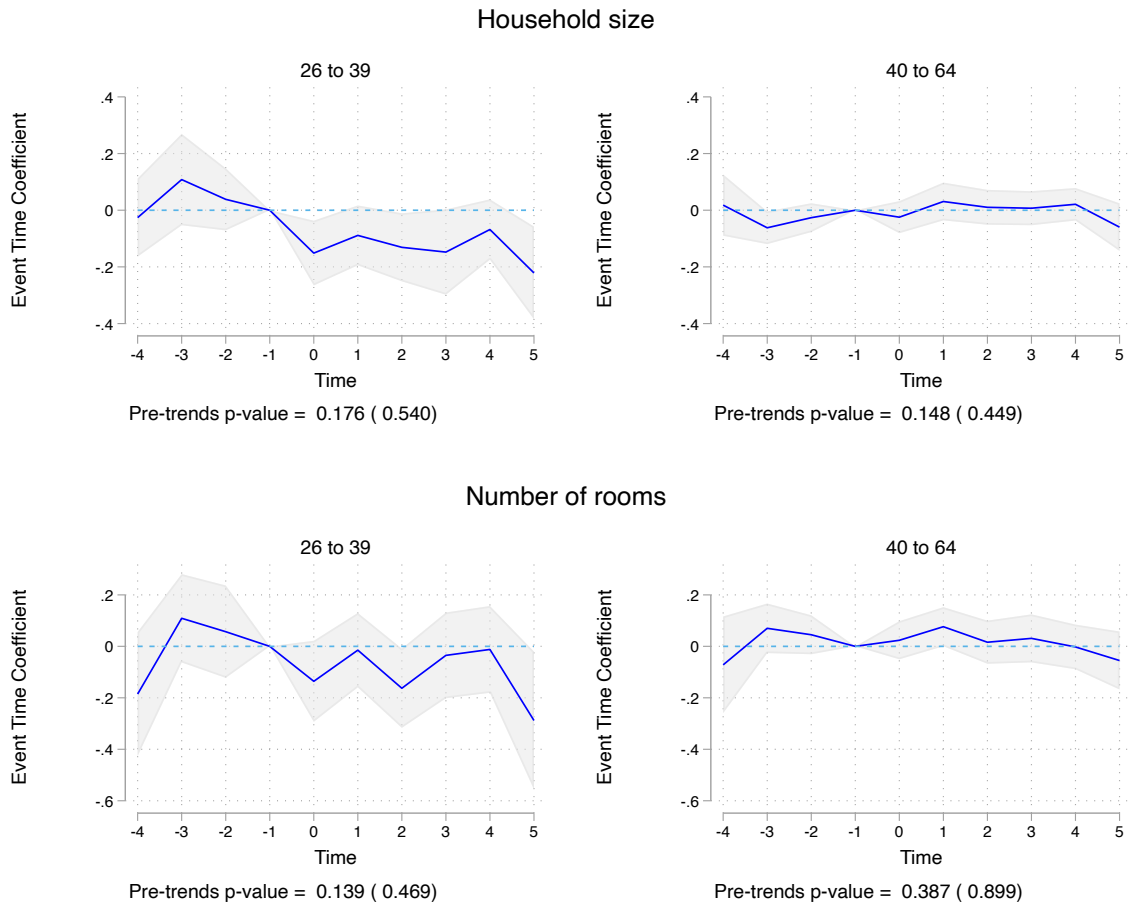 Household size
26 to 39
40 to 64
Event Time Coefficient
.4
.2
0
-.2
-.4
-4 -3 -2 -1 0 1 2 3 4 5
Time
Pre-trends p-value = 0.176 ( 0.540)
Event Time Coefficient
.4
.2
0
-.2
-.4
-4 -3 -2 -1 0 1 2 3 4 5
Time
Pre-trends p-value = 0.148 ( 0.449)
Number of rooms
26 to 39
40 to 64
Event Time Coefficient
.2
0
-.2
-.4
-.6
-4 -3 -2 -1 0 1 2 3 4 5
Time
Pre-trends p-value = 0.139 ( 0.469)
Event Time Coefficient
.2
0
-.2
-.4
-.6
-4 -3 -2 -1 0 1 2 3 4 5
Time
Pre-trends p-value = 0.387 ( 0.899)